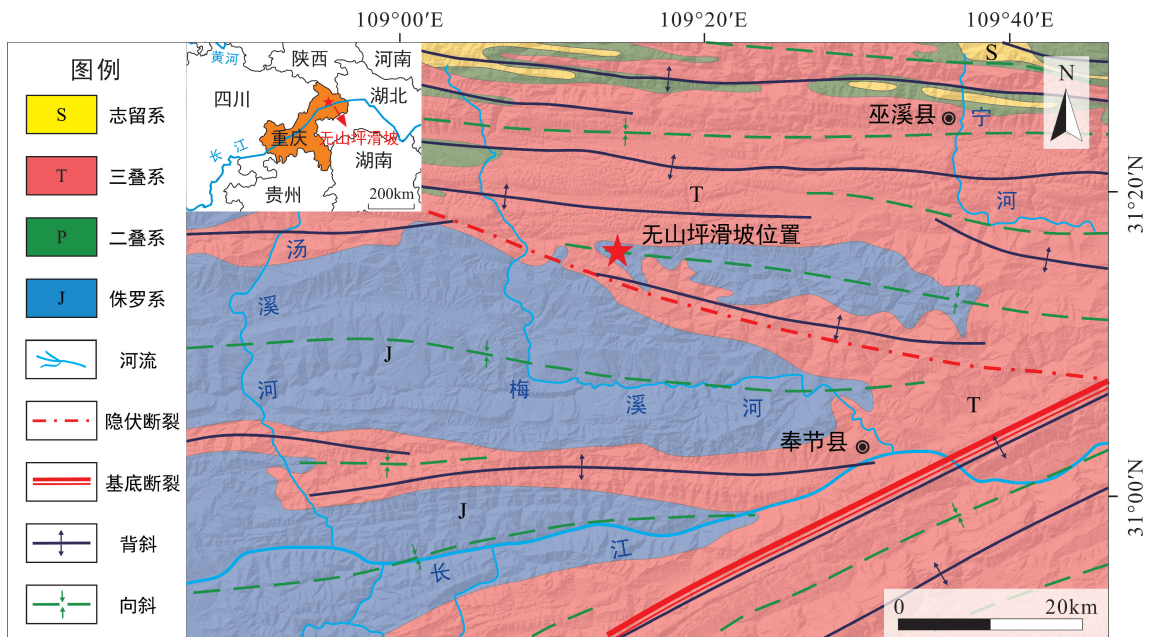 109°00′E
109°20′E
109°40′E
图例
S
志留系
T
三叠系
P
二叠系
J
侏罗系
河流
隐伏断裂
基底断裂
背斜
向斜
黄河
陕西
河南
四川
湖北
重庆
无山坪滑坡
长江
湖南
贵州
200km
S
N
巫溪县
宁
河
T
无山坪滑坡位置
汤
溪
河
J
梅
溪
河
T
奉节县
J
长
江
31°20′N
31°00′N
0
20km